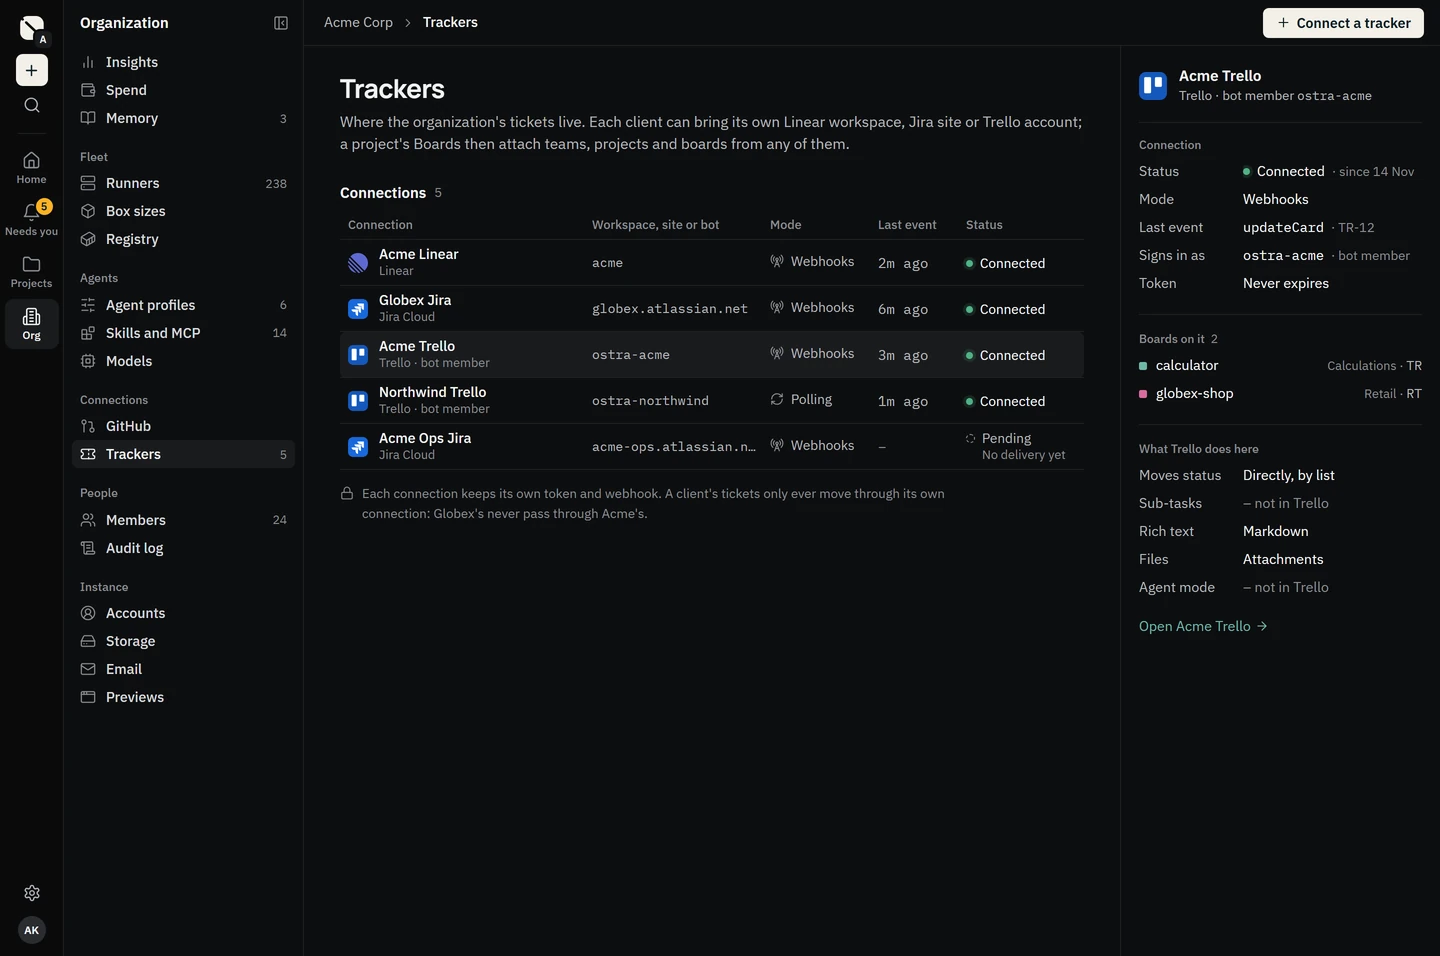 A
Home
5
Needs you
Projects
Org
AK
Organization
Insights
Spend
Memory 3
Fleet
Runners 238
Box sizes
Registry
Agents
Agent profiles 6
Skills and MCP 14
Models
Connections
GitHub
Trackers 5
People
Members 24
Audit log
Instance
Accounts
Storage
Email
Previews
Acme Corp > Trackers
+ Connect a tracker
Trackers
Where the organization's tickets live. Each client can bring its own Linear workspace, Jira site or Trello account;
a project's Boards then attach teams, projects and boards from any of them.
Connections 5
Connection Workspace, site or bot Mode Last event Status
Acme Linear
Linear
acme Webhooks 2m ago Connected
Globex Jira
Jira Cloud
globex.atlassian.net Webhooks 6m ago Connected
Acme Trello
Trello · bot member
ostra-acme Webhooks 3m ago Connected
Northwind Trello
Trello · bot member
ostra-northwind Polling 1m ago Connected
Acme Ops Jira
Jira Cloud
acme-ops.atlassian.n… Webhooks – Pending
No delivery yet
Each connection keeps its own token and webhook. A client's tickets only ever move through its own
connection: Globex's never pass through Acme's.
Acme Trello
Trello · bot member ostra-acme
Connection
Status Connected · since 14 Nov
Mode Webhooks
Last event updateCard · TR-12
Signs in as ostra-acme · bot member
Token Never expires
Boards on it 2
calculator Calculations · TR
globex-shop Retail · RT
What Trello does here
Moves status Directly, by list
Sub-tasks – not in Trello
Rich text Markdown
Files Attachments
Agent mode – not in Trello
Open Acme Trello →